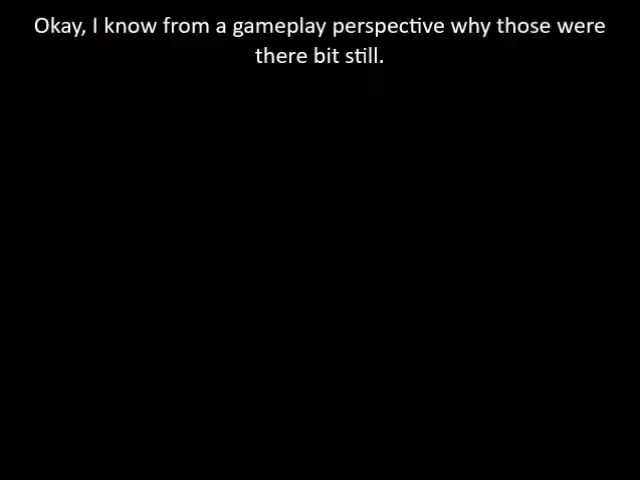 Okay, I know from a gameplay perspective why those were
there bit still.